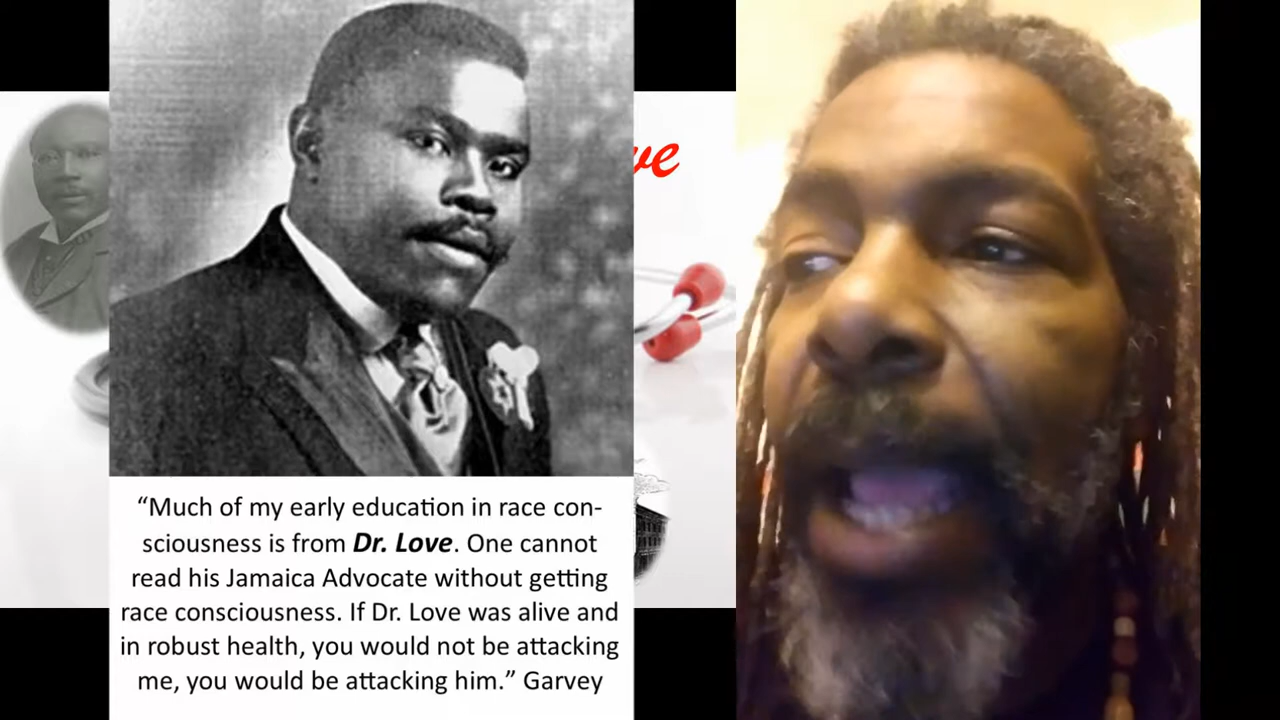 “Much of my early education in race con-
sciousness is from Dr. Love. One cannot
read his Jamaica Advocate without getting
race consciousness. If Dr. Love was alive and
in robust health, you would not be attacking
me, you would be attacking him.” Garvey